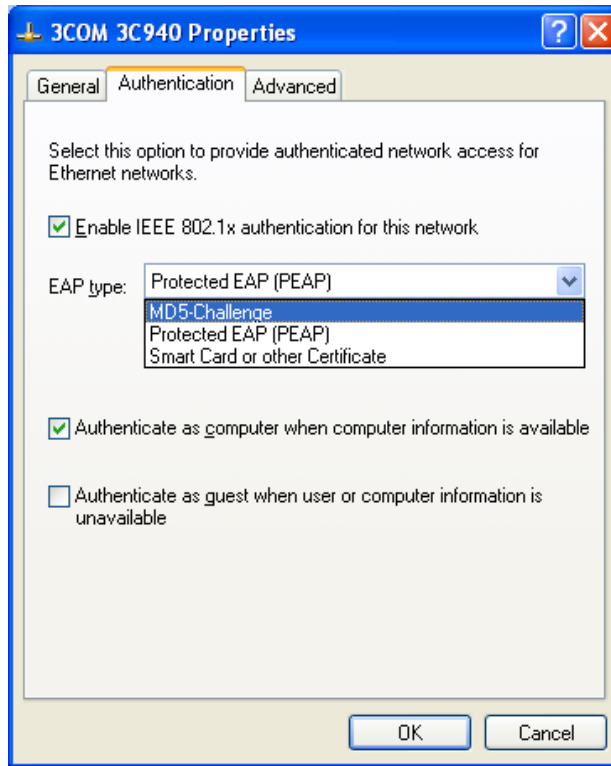 3COM 3C940 Properties
General Authentication Advanced
Select this option to provide authenticated network access for
Ethernet networks.
Enable IEEE 802.1x authentication for this network
EAP type: Protected EAP (PEAP)
MD5-Challenge
Protected EAP (PEAP)
Smart Card or other Certificate
Authenticate as computer when computer information is available
Authenticate as guest when user or computer information is
unavailable
OK Cancel